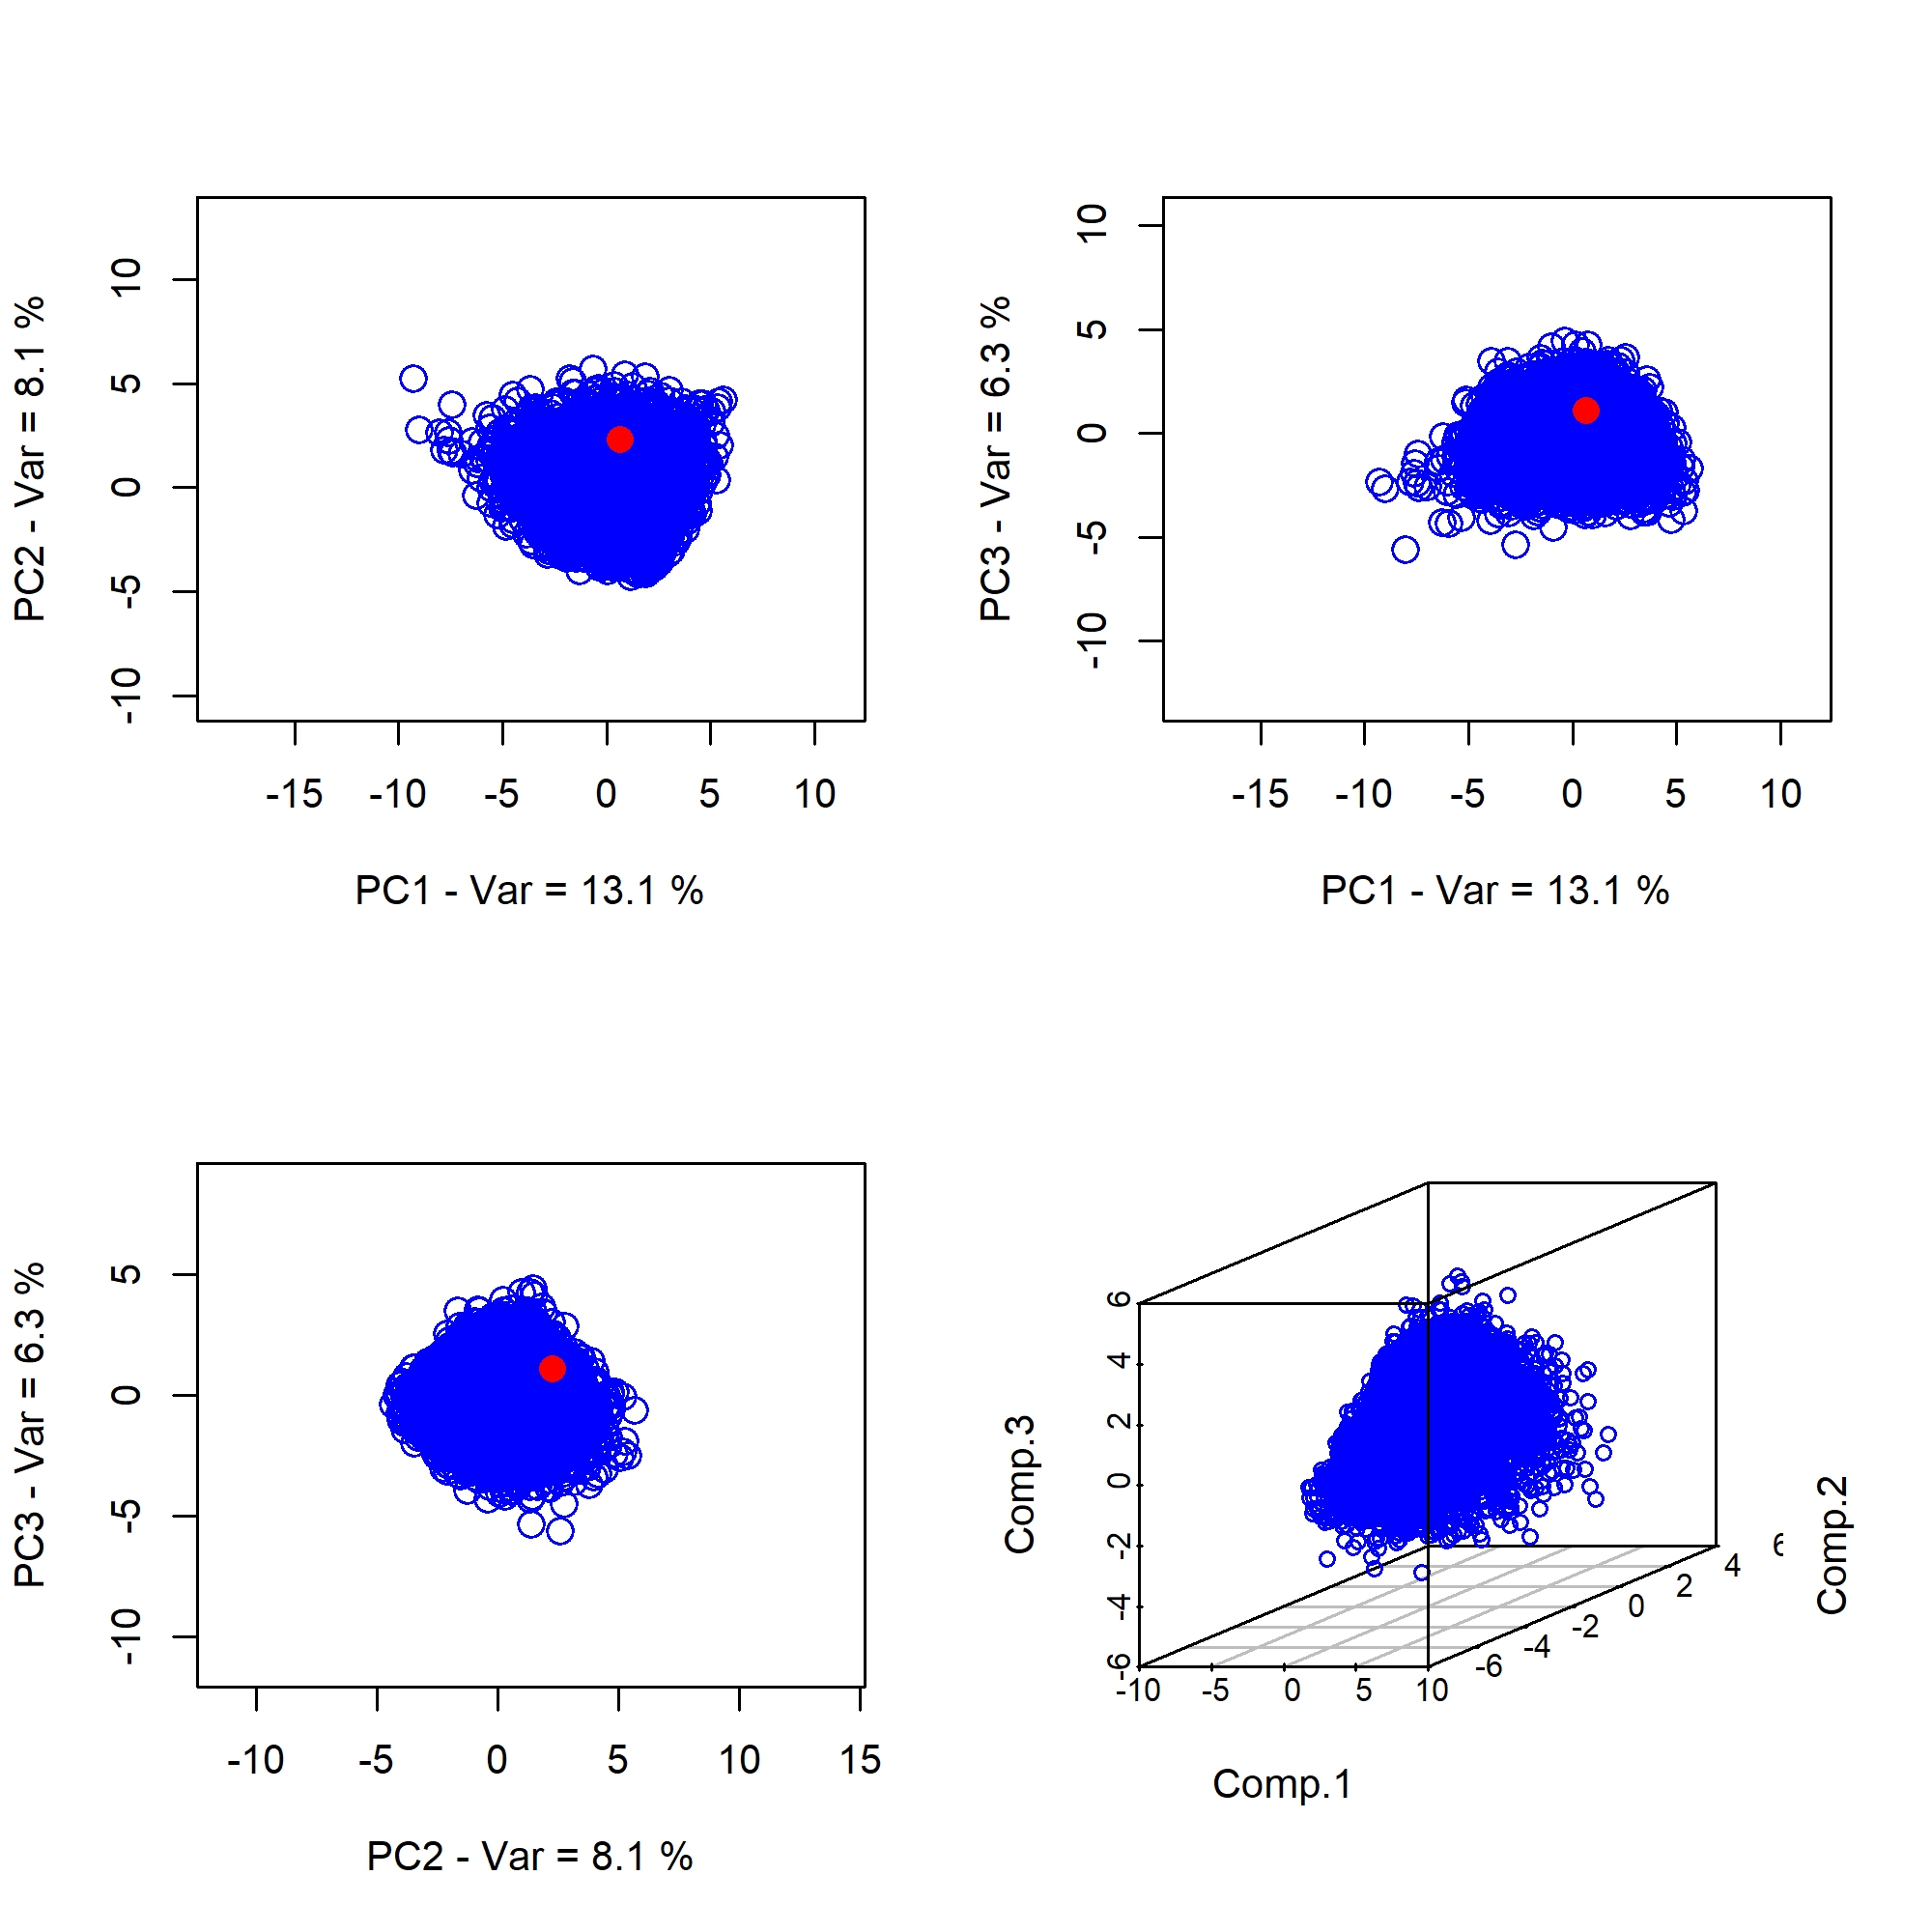 PC2 - Var = 8.1 %
10
5
0
-5
-10
-15 -10 -5 0 5 10
PC1 - Var = 13.1 %
PC3 - Var = 6.3 %
10
5
0
-5
-10
-15 -10 -5 0 5 10
PC1 - Var = 13.1 %
PC3 - Var = 6.3 %
5
0
-5
-10
-10 -5 0 5 10 15
PC2 - Var = 8.1 %
Comp.3
6
4
2
0
-2
-4
-6
-10 -5 0 5 10
Comp.1
-6
-4
-2
0
2
4
6
Comp.2